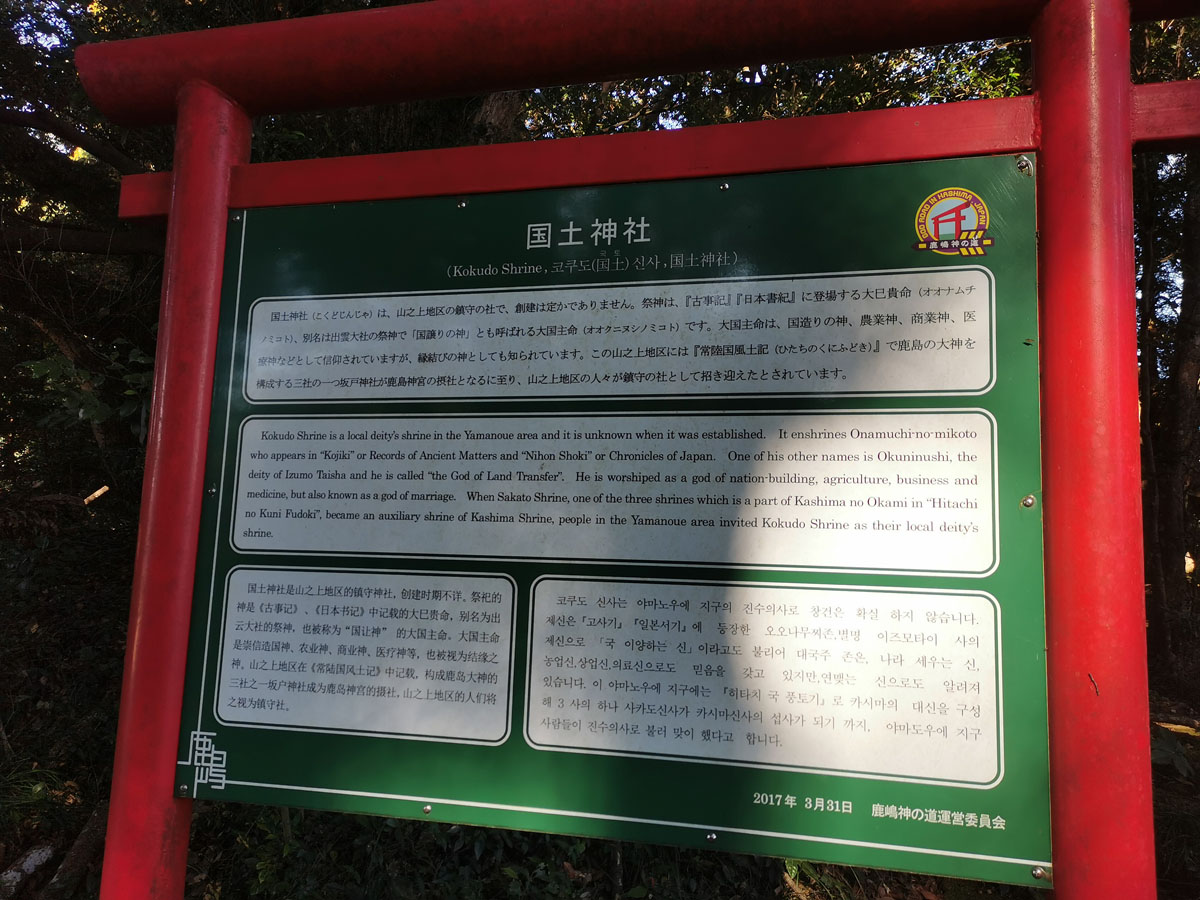 国土神社
(Kokudo Shrine, 코쿠도(国土)신사, 国土神社)
GOD ROAD IN KASHIMA JAPAN
鹿嶋神の道
国土神社(こくどじんじゃ)は、山之上地区の鎮守の社で、創建は定かでありません。祭神は、『古事記』『日本書紀』に登場する大巳貴命(オオナムチ
ノミコト)、別名は出雲大社の祭神で「国譲りの神」とも呼ばれる大国主命(オオクニヌシノミコト)です。大国主命は、国造りの神、農業神、商業神、医
療神などとして信仰されていますが、縁結びの神としても知られています。この山之上地区には『常陸国風土記(ひたちのくにふどき)』で鹿島の大神を
構成する三社の一つ坂戸神社が鹿島神宮の摂社となるに至り、山之上地区の人々が鎮守の社として招き迎えたとされています。
Kokudo Shrine is a local deity's shrine in the Yamanoue area and it is unknown when it was established. It enshrines Onamuchi-no-mikoto
who appears in "Kojiki" or Records of Ancient Matters and "Nihon Shoki" or Chronicles of Japan. One of his other names is Okuninushi, the
deity of Izumo Taisha and he is called "the God of Land Transfer". He is worshiped as a god of nation-building, agriculture, business and
medicine, but also known as a god of marriage. When Sakato Shrine, one of the three shrines which is a part of Kashima no Okami in "Hitachi
no Kuni Fudoki", became an auxiliary shrine of Kashima Shrine, people in the Yamanoue area invited Kokudo Shrine as their local deity's
shrine.
国土神社是山之上地区的镇守神社，创建时期不详。祭祀的
神是《古事记》、《日本书记》中记载的大巳贵命，别名为出
云大社的祭神，也被称为"国让神" 的大国主命。大国主命
是崇信造国神、农业神、商业神、医疗神等，也被视为结缘之
神。山之上地区在《常陆国风土记》中记载，构成鹿岛大神的
三社之一坂户神社成为鹿岛神宫的摄社，山之上地区的人们将
之视为镇守社。
코쿠도 신사는 야마노우에 지구의 진수의사로 창건은 확실 하지 않습니다.
제신은『고사기』『일본서기』에 등장한 오오나무찌존,별명 이즈모타이 사의
제신으로 「국 이양하는 신」이라고도 불리어 대국주 존은, 나라 세우는 신,
농업신,상업신,의료신으로도 믿음을 갖고 있지만,연맺는 신으로도 알려져
있습니다. 이 야마노우에 지구에는 『히타치 국 풍토기』로 카시마의 대신을 구성
해 3 사의 하나 사카도신사가 카시마신사의 섭사가 되기 까지, 야마도우에 지구
사람들이 진수의사로 불러 맞이 했다고 합니다.
2017年 3月31日 鹿嶋神の道運営委員会